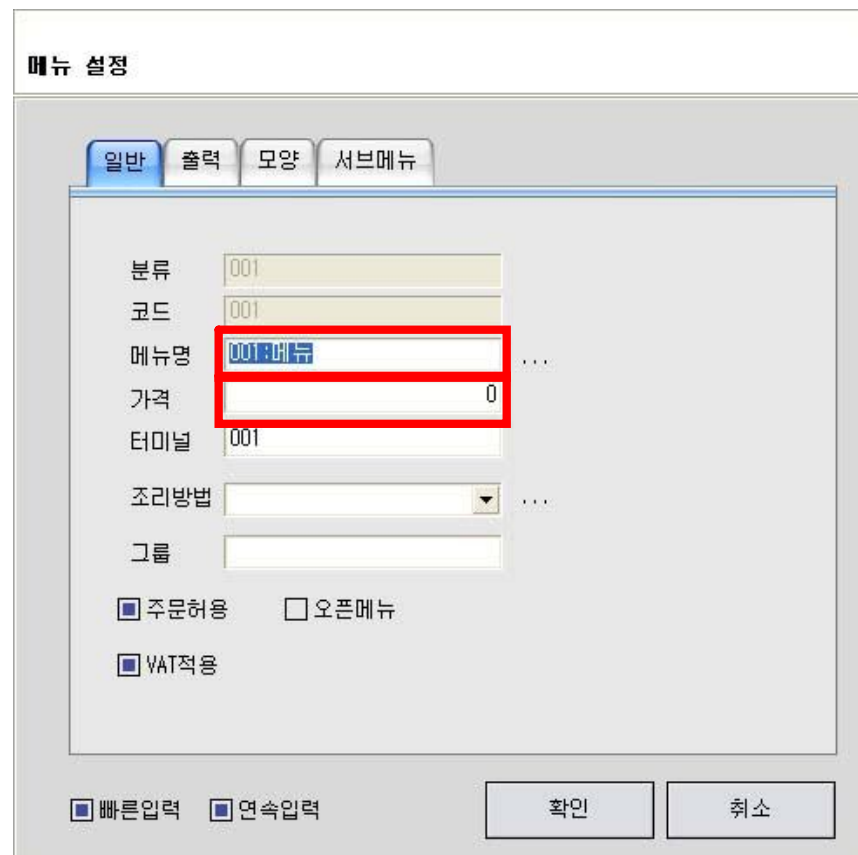 메뉴 설정
일반 출력 모양 서브메뉴
분류 001
코드 001
메뉴명 001:메뉴 ...
가격 0
터미널 001
조리방법 ...
그룹
주문허용 오픈메뉴
VAT적용
빠른입력 연속입력 확인 취소